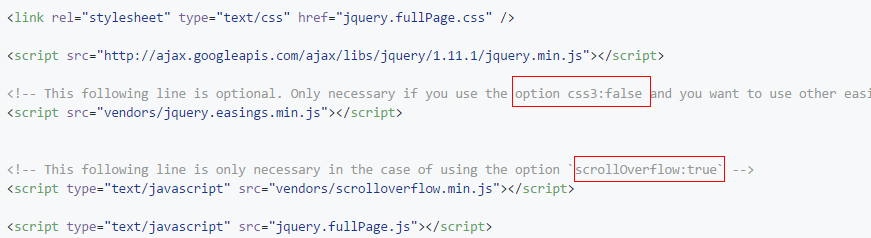 <link rel="stylesheet" type="text/css" href="jquery.fullPage.css" />
<script src="http://ajax.googleapis.com/ajax/libs/jquery/1.11.1/jquery.min.js"></script>
<!-- This following line is optional. Only necessary if you use the option css3:false and you want to use other easi
<script src="vendors/jquery.easings.min.js"></script>
<!-- This following line is only necessary in the case of using the option `scrollOverflow:true` -->
<script type="text/javascript" src="vendors/scrolloverflow.min.js"></script>
<script type="text/javascript" src="jquery.fullPage.js"></script>